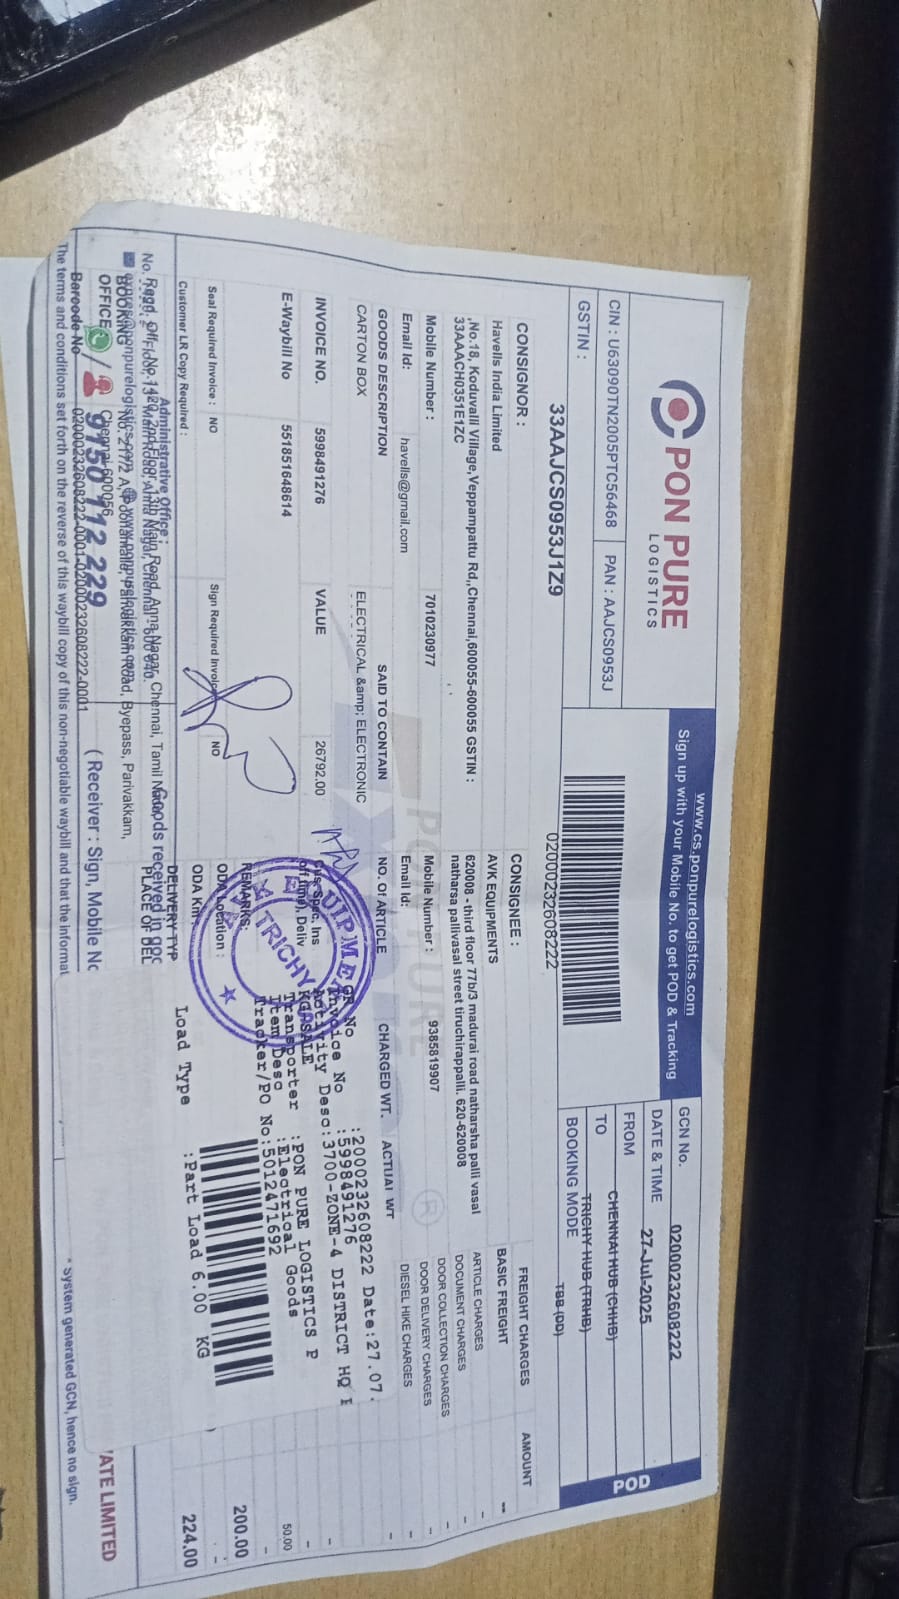 PON PURE
LOGISTICS
CIN : U63090TN2005PTC56468 PAN : AAJCS0953J
GSTIN :
33AAJCS0953J1Z9
www.cs.ponpurelogistics.com
Sign up with your Mobile No. to get POD & Tracking
0200023260822​2
GCN No. 02000232608222
DATE & TIME 27-Jul-2025
FROM CHENNAI HUB (CHHB)
TO TRICHY HUB (TRHB)
BOOKING MODE TBB (DD)
POD
CONSIGNOR :
Havells India Limited
,No.18, Koduvalli Village,Veppampattu Rd,,Chennai,600055-600055 GSTIN :
33AAACH0351E1ZC
Mobile Number : 7010230977
Email Id: havells@gmail.com
CONSIGNEE :
AVK EQUIPMENTS
620008 - third floor 77b/3 madurai road natharsha palli vasal
natharsa pallivasal street tiruchirappalli. 620-620008
Mobile Number : 9385819907
Email Id:
FREIGHT CHARGES AMOUNT
BASIC FREIGHT --
ARTICLE CHARGES -
DOCUMENT CHARGES -
DOOR COLLECTION CHARGES -
DOOR DELIVERY CHARGES --
DIESEL HIKE CHARGES -
GOODS DESCRIPTION SAID TO CONTAIN NO. Of ARTICLE CHARGED WT. ACTUAL WT
CARTON BOX ELECTRICAL &amp; ELECTRONIC
INVOICE NO. 5998491276 VALUE 26792.00
E-Waybill No 551851648614
GR No :2000232608222 Date:27.07.
Invoice No :5998491276
Activity Desc:3700-ZONE-4 DISTRICT HQ
Transporter :PON PURE LOGISTICS P
Item Desc :Electrical Goods
Tracker/PO No:5012471692
Load Type :Part Load 6.00 KG
50.00
200.00
224.00
Seal Required Invoice : NO Sign Required Invoice NO
Customer LR Copy Required :
REMARKS:
ODA Location :
ODA Km
DELIVERY TYP
PLACE OF DEL
TRICHY
Administrative Office :
BOOKING
OFFICE
Chennai 600056
9150 112 229
Barcode No 02000232608222-0001-02000232608222-0001
Goods received in goo
( Receiver : Sign, Mobile No
ATE LIMITED
The terms and conditions set forth on the reverse of this waybill copy of this non-negotiable waybill and that the informat
* System generated GCN, hence no sign.